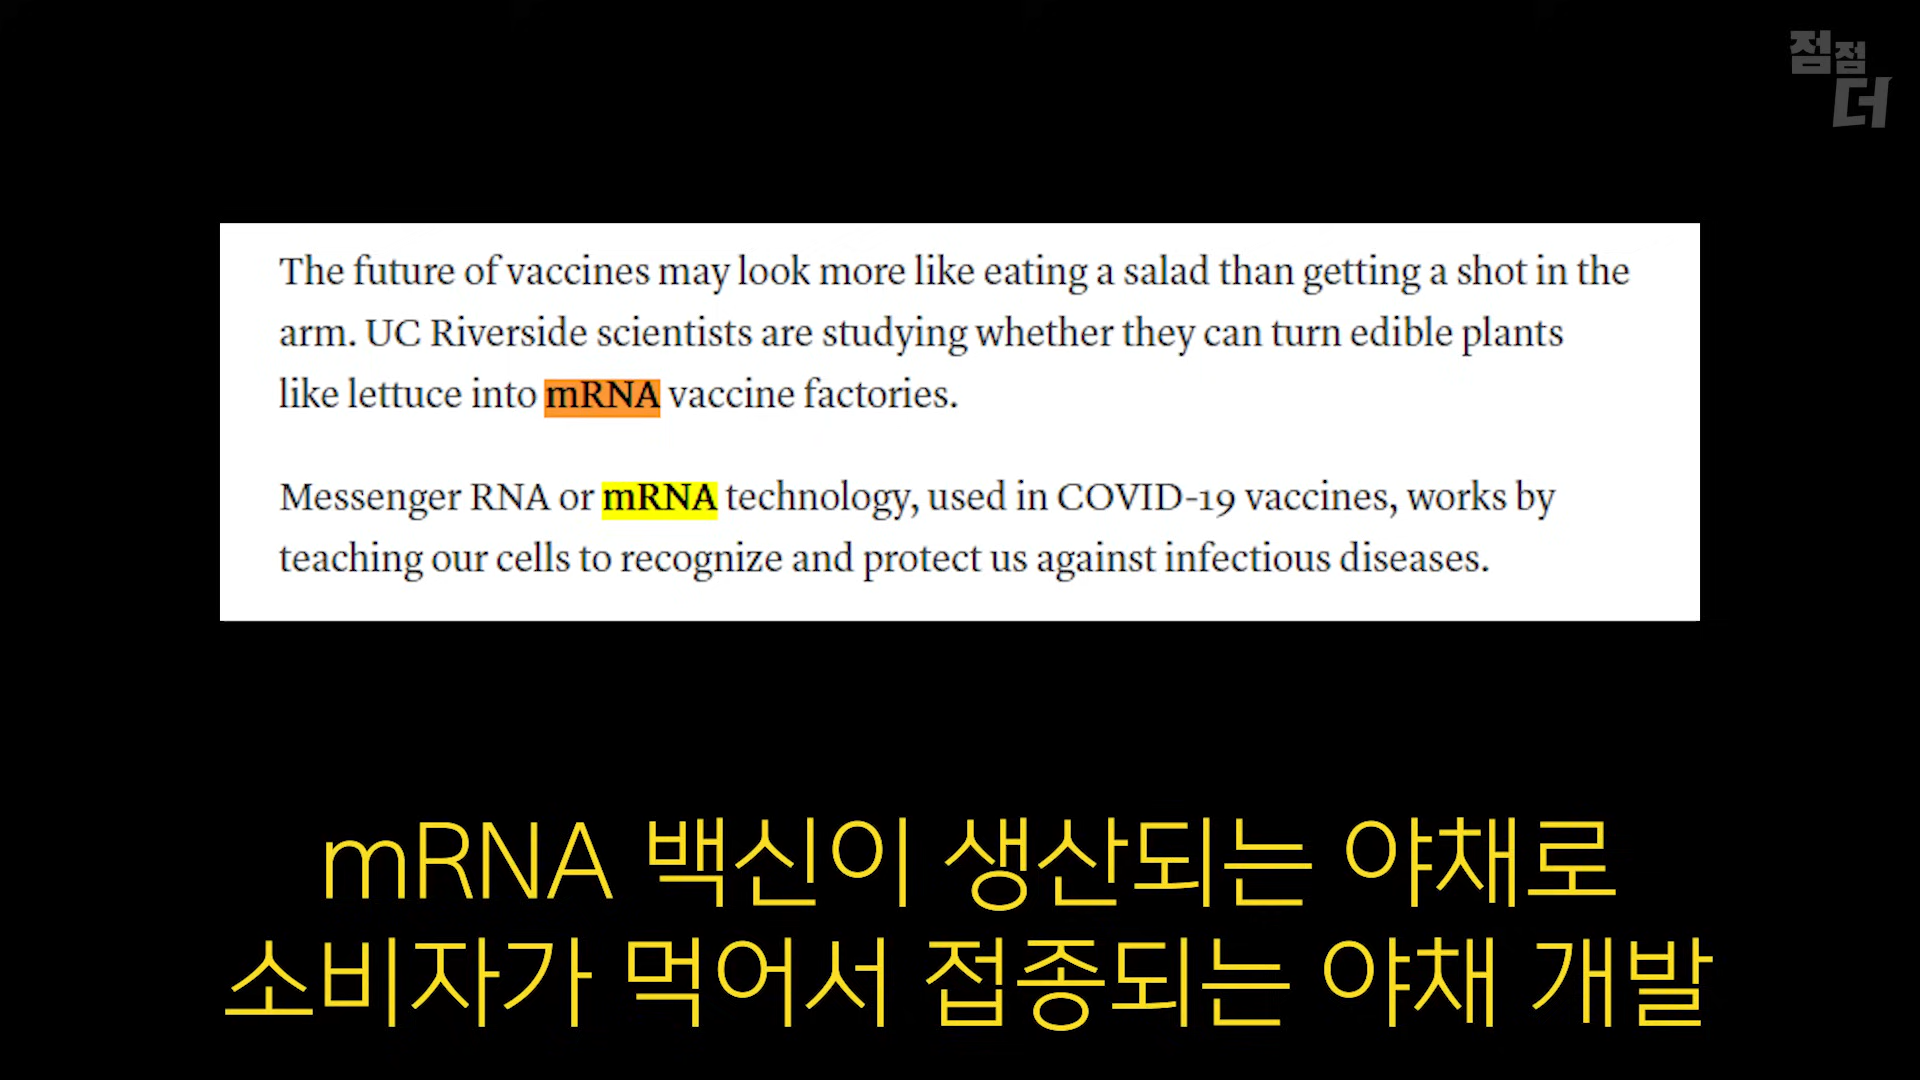 점점
더
The future of vaccines may look more like eating a salad than getting a shot in the
arm. UC Riverside scientists are studying whether they can turn edible plants
like lettuce into mRNA vaccine factories.
Messenger RNA or mRNA technology, used in COVID-19 vaccines, works by
teaching our cells to recognize and protect us against infectious diseases.
mRNA 백신이 생산되는 야채로
소비자가 먹어서 접종되는 야채 개발